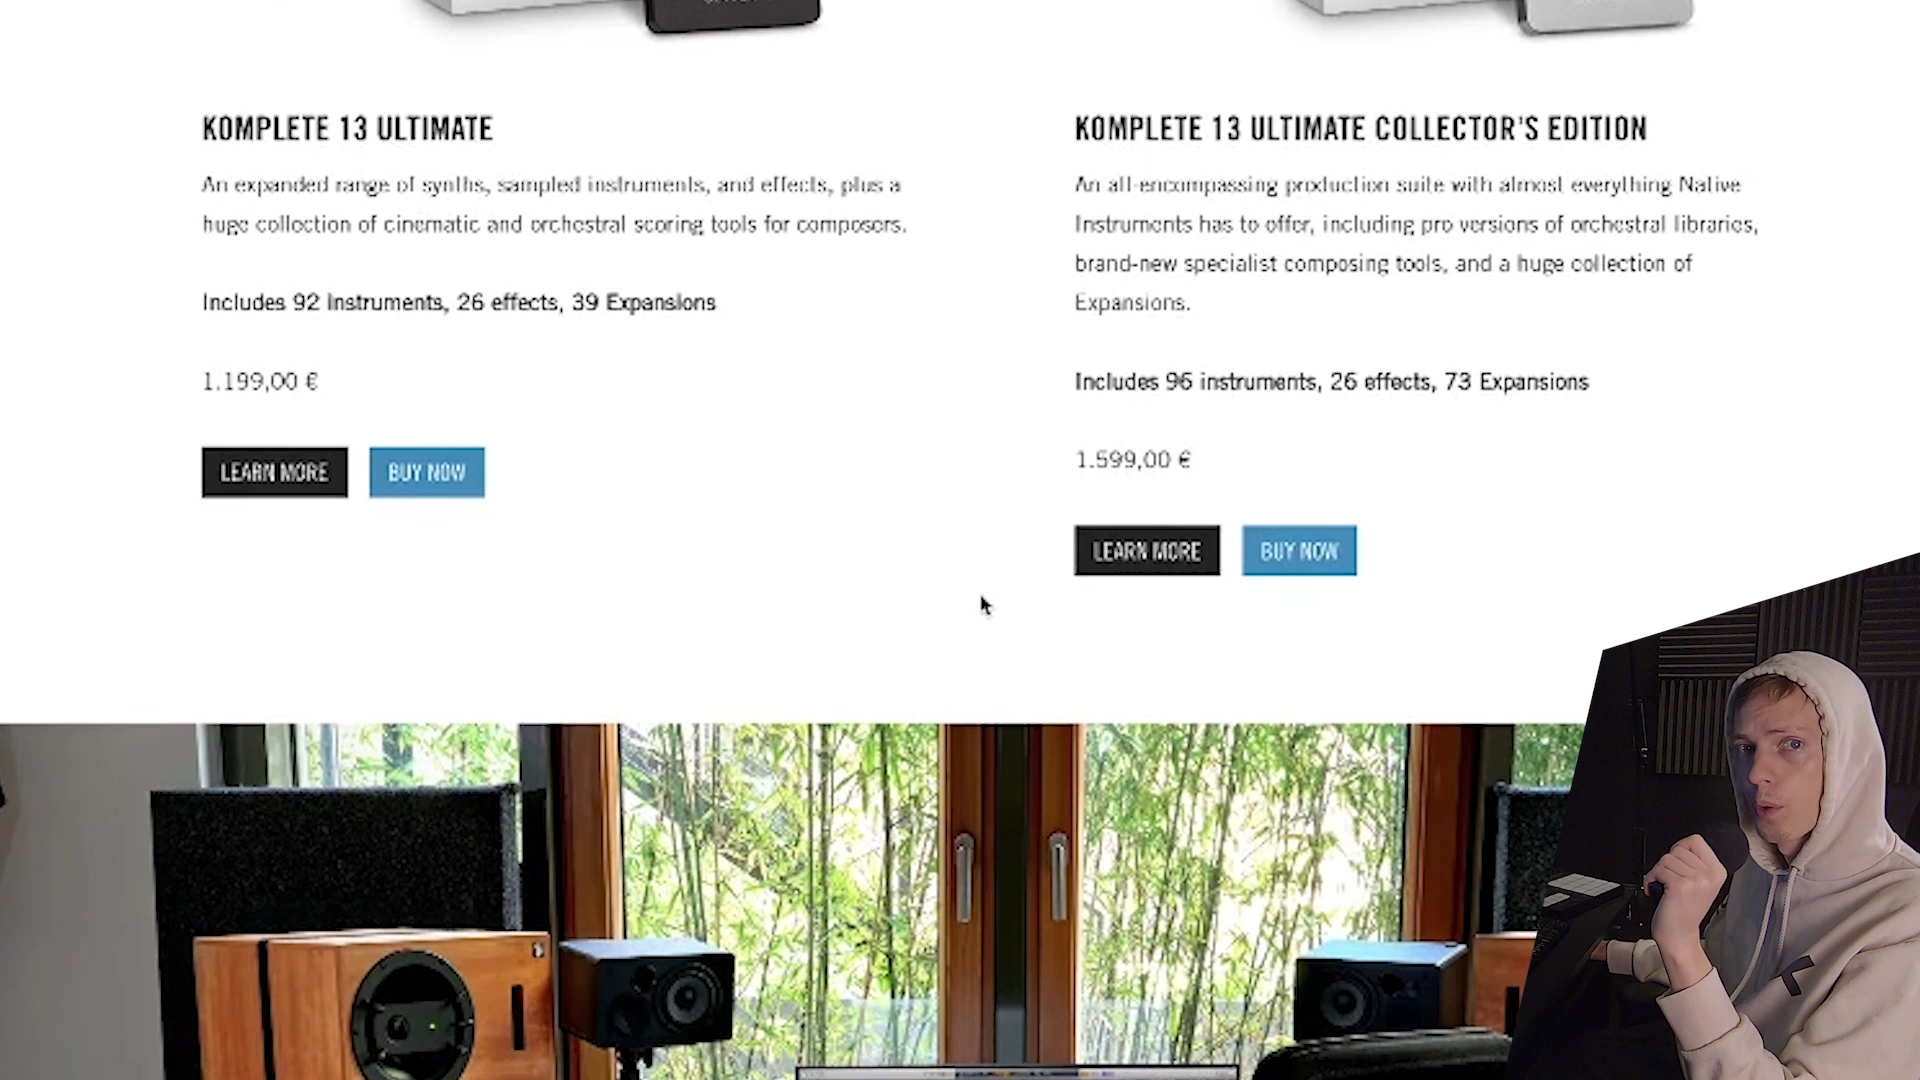 KOMPLETE 13 ULTIMATE
An expanded range of synths, sampled instruments, and effects, plus a
huge collection of cinematic and orchestral scoring tools for composers.
Includes 92 instruments, 26 effects, 39 Expansions
1.199,00 €
LEARN MORE
BUY NOW
KOMPLETE 13 ULTIMATE COLLECTOR'S EDITION
An all-encompassing production suite with almost everything Native
Instruments has to offer, including pro versions of orchestral libraries,
brand-new specialist composing tools, and a huge collection of
Expansions.
Includes 96 instruments, 26 effects, 73 Expansions
1.599,00 €
LEARN MORE
BUY NOW